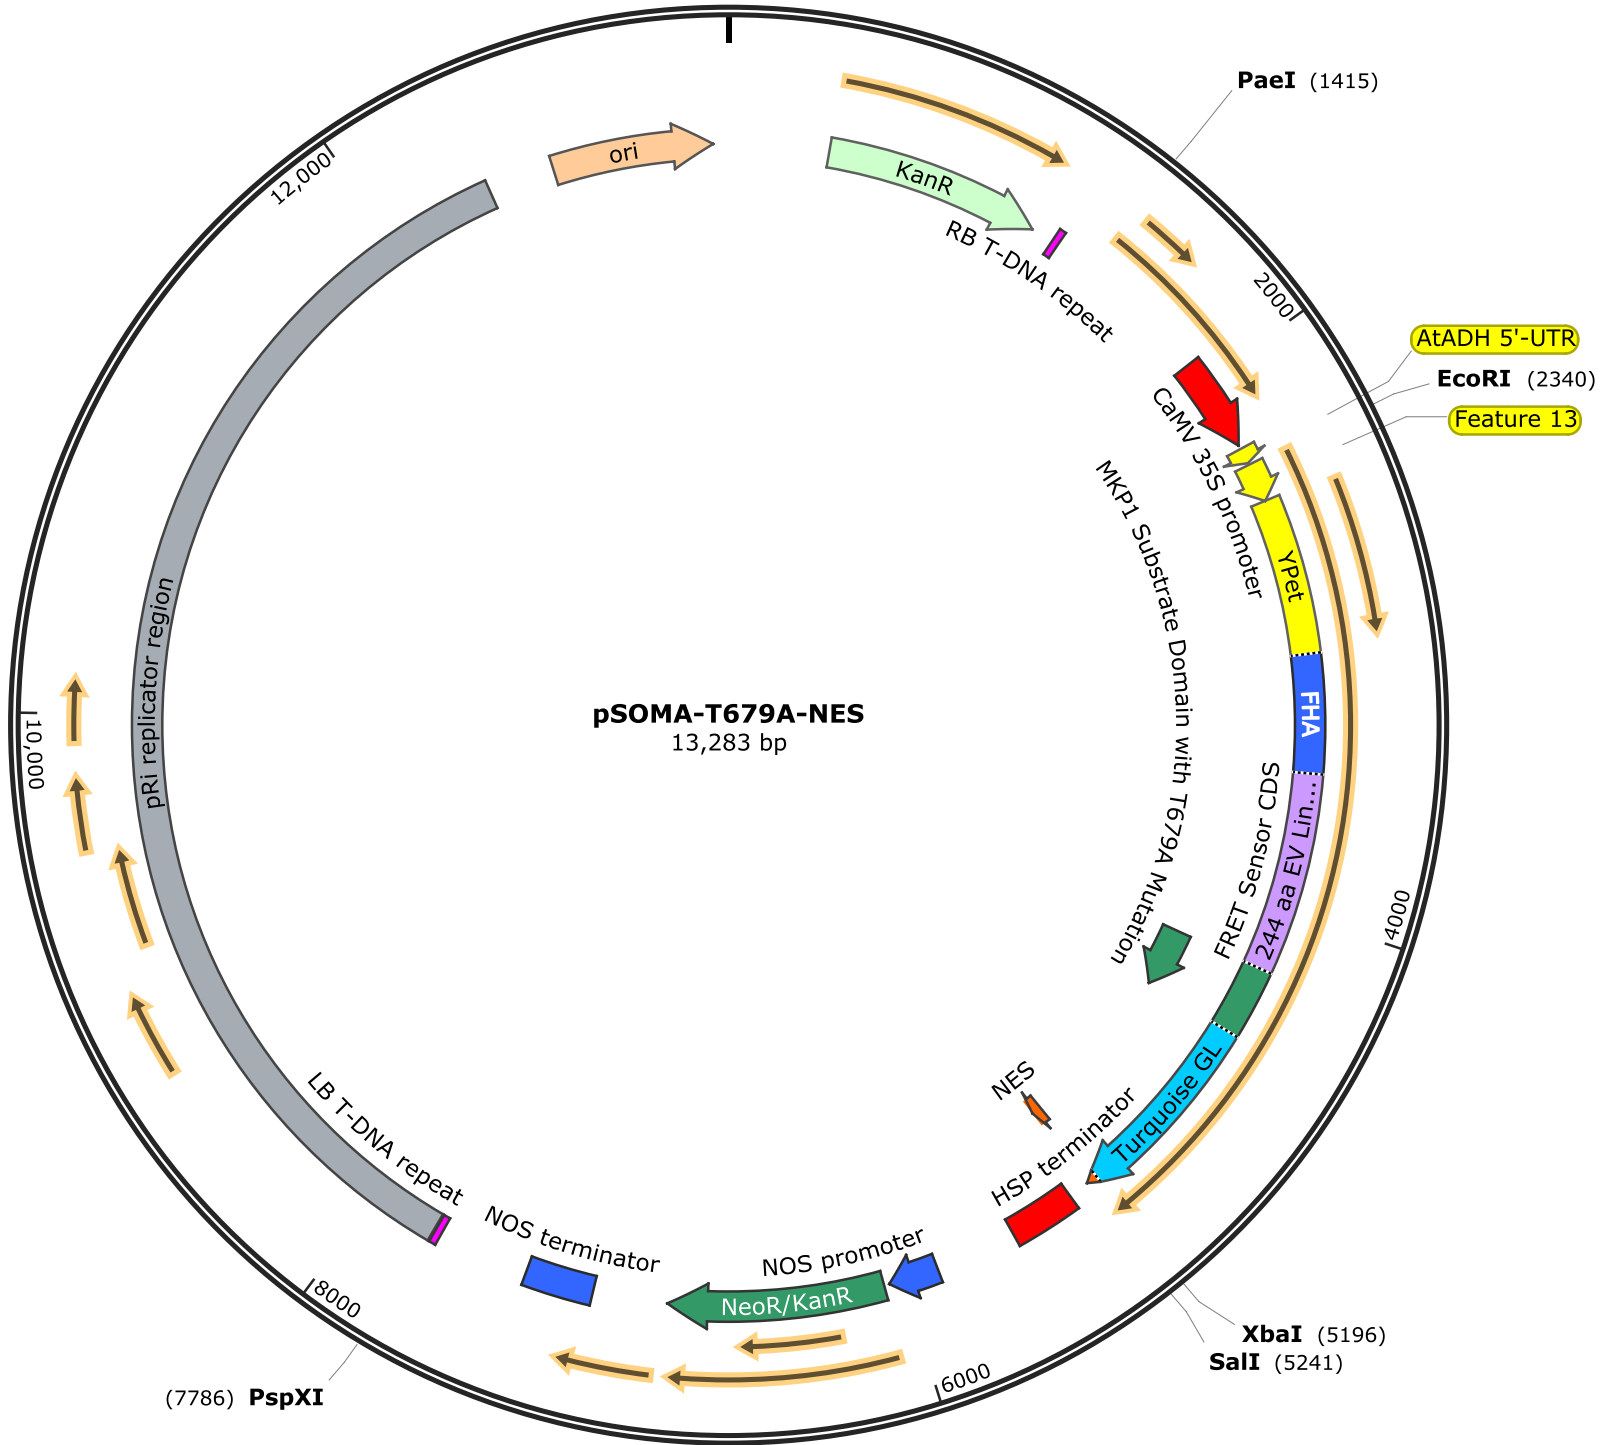 PaeI (1415)
ori
KanR
12,000
RB T-DNA repeat
2000
AtADH 5'-UTR
EcoRI (2340)
Feature 13
CaMV 35S promoter
MKP1 Substrate Domain with T679A Mutation
YPet
pRi replicator region
FHA
pSOMA-T679A-NES
13,283 bp
10,000
FRET Sensor CDS
244 aa EV Lin...
4000
Turquoise GL
NES
LB T-DNA repeat
HSP terminator
NOS terminator
NOS promoter
NeoR/KanR
8000
XbaI (5196)
SalI (5241)
6000
(7786) PspXI